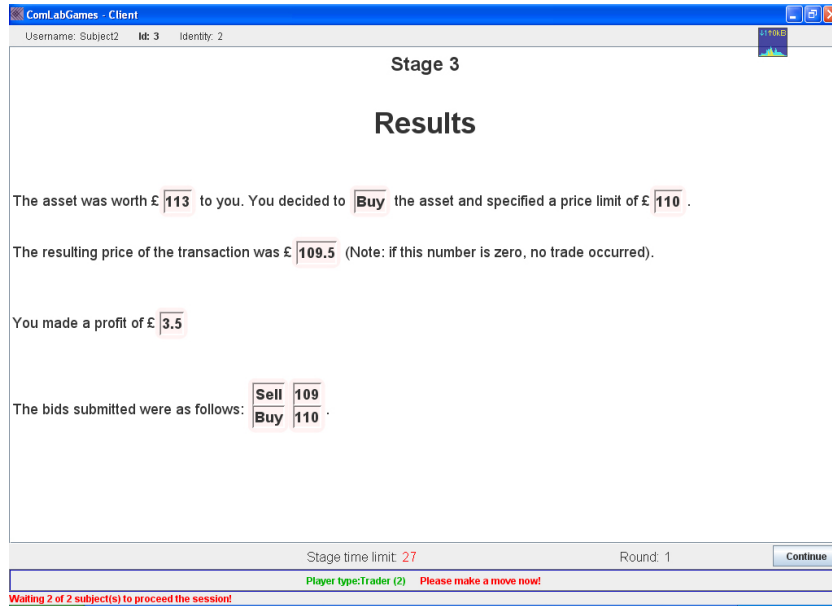 ComLabGames - Client
Username: Subject2 Id: 3 Identity: 2
↓1↑0kB
Stage 3
Results
The asset was worth £ 113 to you. You decided to Buy the asset and specified a price limit of £ 110 .
The resulting price of the transaction was £ 109.5 (Note: if this number is zero, no trade occurred).
You made a profit of £ 3.5
The bids submitted were as follows: Sell 109
Buy 110 .
Stage time limit: 27 Round: 1 Continue
Player type:Trader (2) Please make a move now!
Waiting 2 of 2 subject(s) to proceed the session!